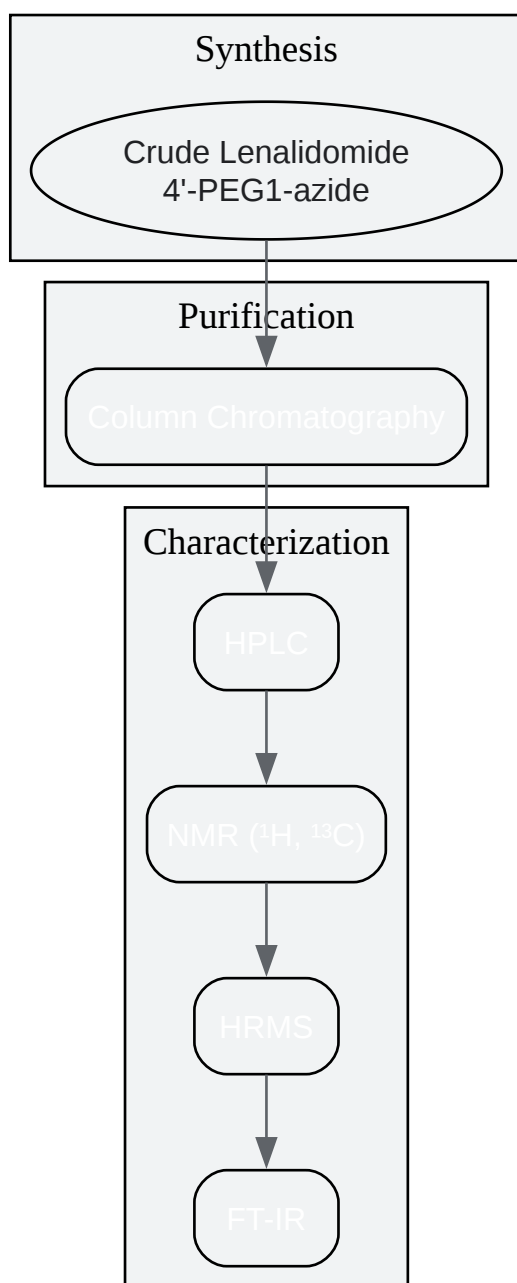 Synthesis
Crude Lenalidomide
4'-PEG1-azide
Purification
Column Chromatography
Characterization
HPLC
NMR (¹H, ¹³C)
HRMS
FT-IR